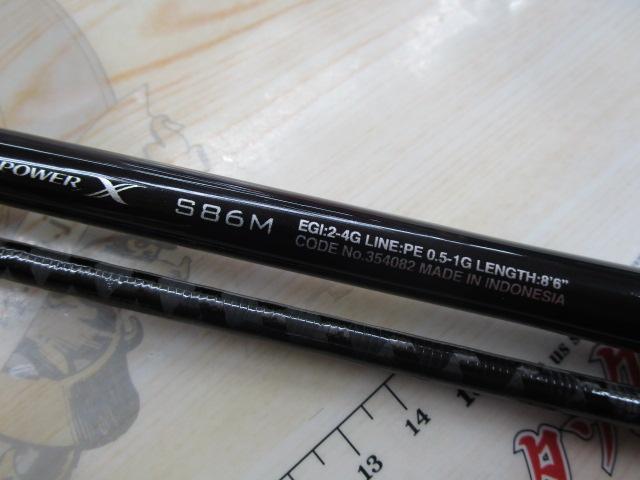 POWER X
S86M
EGI:2-4G LINE:PE 0.5-1G LENGTH:8'6"
CODE No.354082 MADE IN INDONESIA
us
13 14